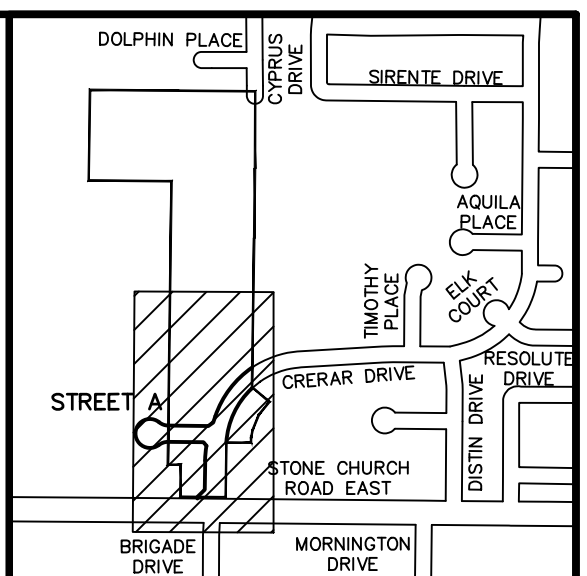 DOLPHIN PLACE
CYPRUS
DRIVE
SIRENTE DRIVE
AQUILA
PLACE
TIMOTHY
PLACE
ELK
COURT
RESOLUTE
DRIVE
CRERAR DRIVE
STREET A
DISTIN DRIVE
STONE CHURCH
ROAD EAST
BRIGADE
DRIVE
MORNINGTON
DRIVE